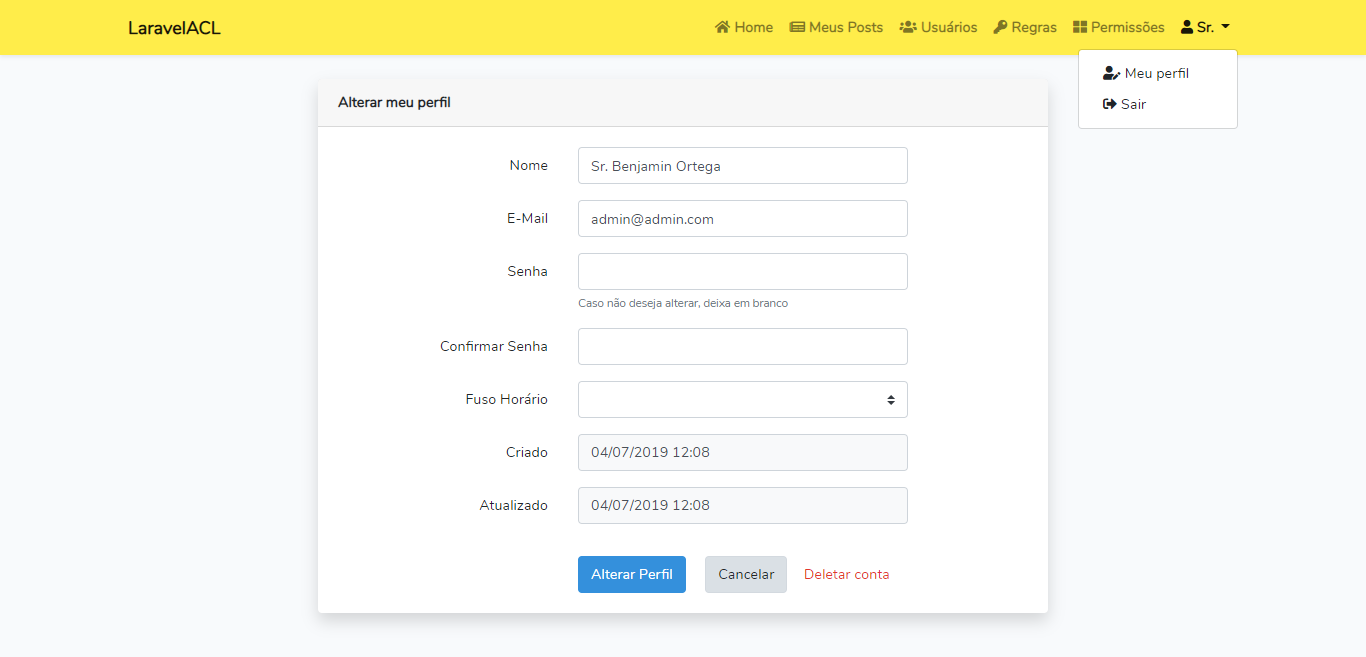 LaravelACL Home Meus Posts Usuários Regras Permissões Sr.
Meu perfil
Sair
Alterar meu perfil
Nome Sr. Benjamin Ortega
E-Mail admin@admin.com
Senha
Caso não deseja alterar, deixa em branco
Confirmar Senha
Fuso Horário
Criado 04/07/2019 12:08
Atualizado 04/07/2019 12:08
Alterar Perfil Cancelar Deletar conta